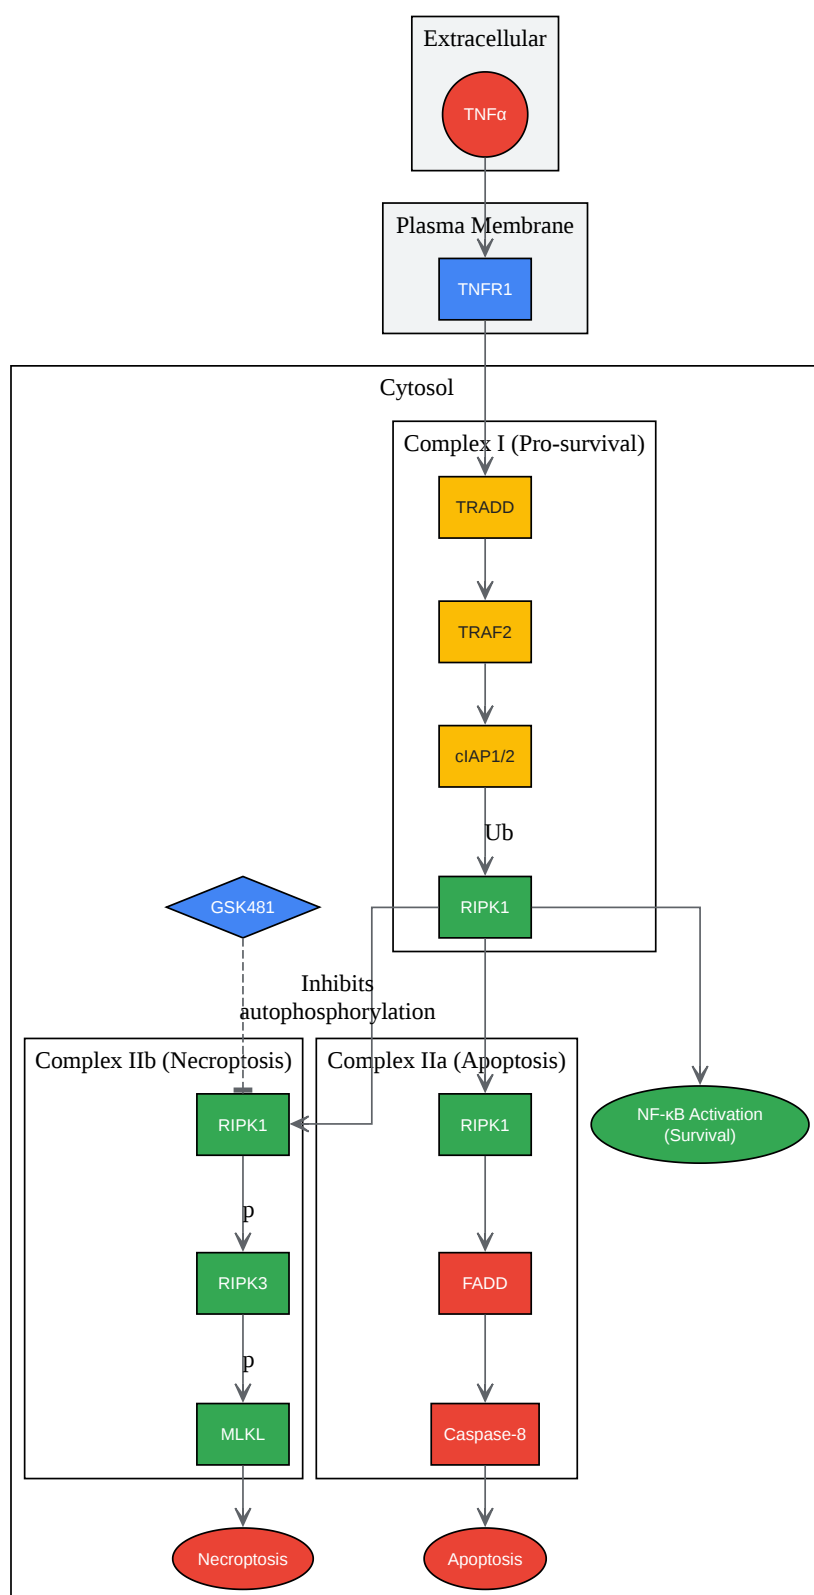 Extracellular
TNFα
Plasma Membrane
TNFR1
Cytosol
Complex I (Pro-survival)
TRADD
TRAF2
cIAP1/2
Ub
GSK481
RIPK1
Inhibits
autophosphorylation
Complex IIb (Necroptosis)
Complex IIa (Apoptosis)
RIPK1
RIPK1
NF-κB Activation
(Survival)
p
RIPK3
FADD
p
MLKL
Caspase-8
Necroptosis
Apoptosis